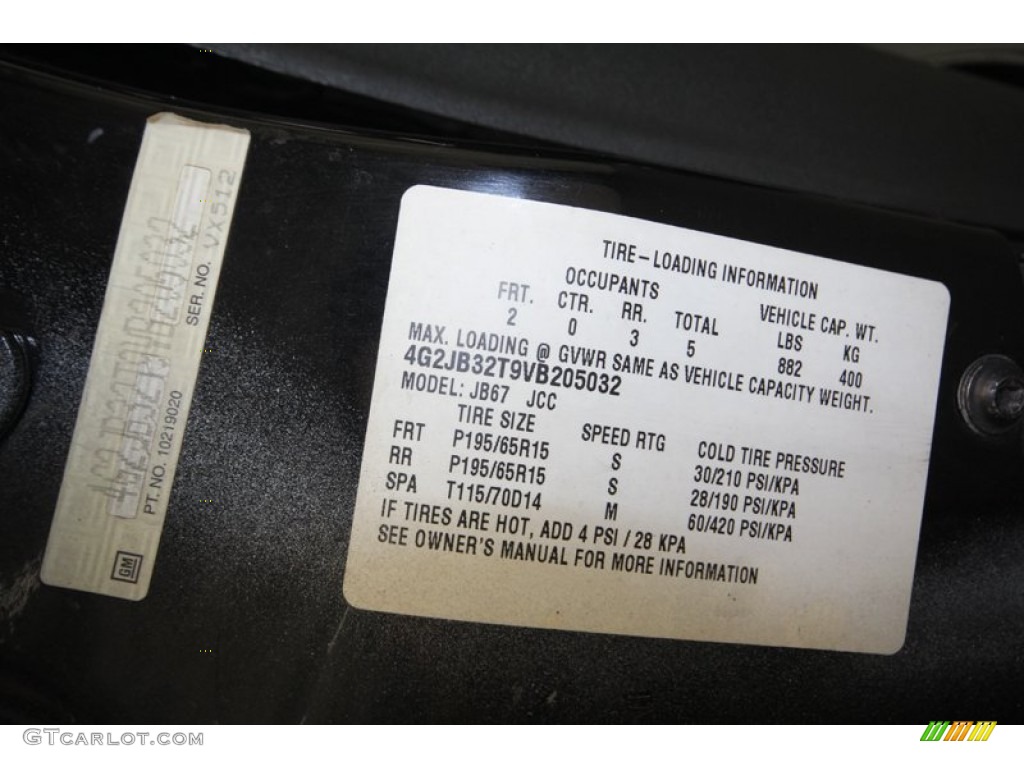 TIRE-LOADING INFORMATION
OCCUPANTS VEHICLE CAP. WT.
FRT. CTR. RR. TOTAL LBS KG
2 0 3 5 882 400
MAX. LOADING @ GVWR SAME AS VEHICLE CAPACITY WEIGHT.
4G2JB32T9VB205032
MODEL: JB67 JCC
TIRE SIZE SPEED RTG COLD TIRE PRESSURE
FRT P195/65R15 S 30/210 PSI/KPA
RR P195/65R15 S 28/190 PSI/KPA
SPA T115/70D14 M 60/420 PSI/KPA
IF TIRES ARE HOT, ADD 4 PSI / 28 KPA
SEE OWNER'S MANUAL FOR MORE INFORMATION
PT. NO. 10219020 SER. NO. VX512
GM
GTCarlot.com